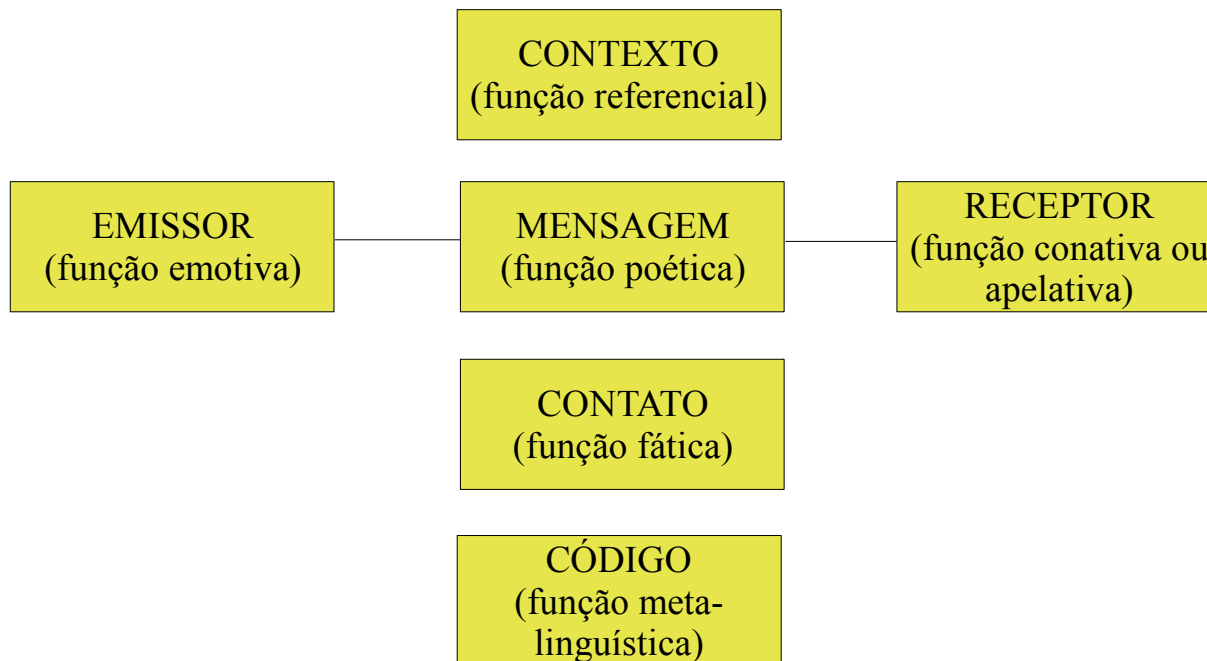 CONTEXTO
(função referencial)
EMISSOR
(função emotiva)
MENSAGEM
(função poética)
RECEPTOR
(função conativa ou
apelativa)
CONTATO
(função fática)
CÓDIGO
(função meta-
linguística)